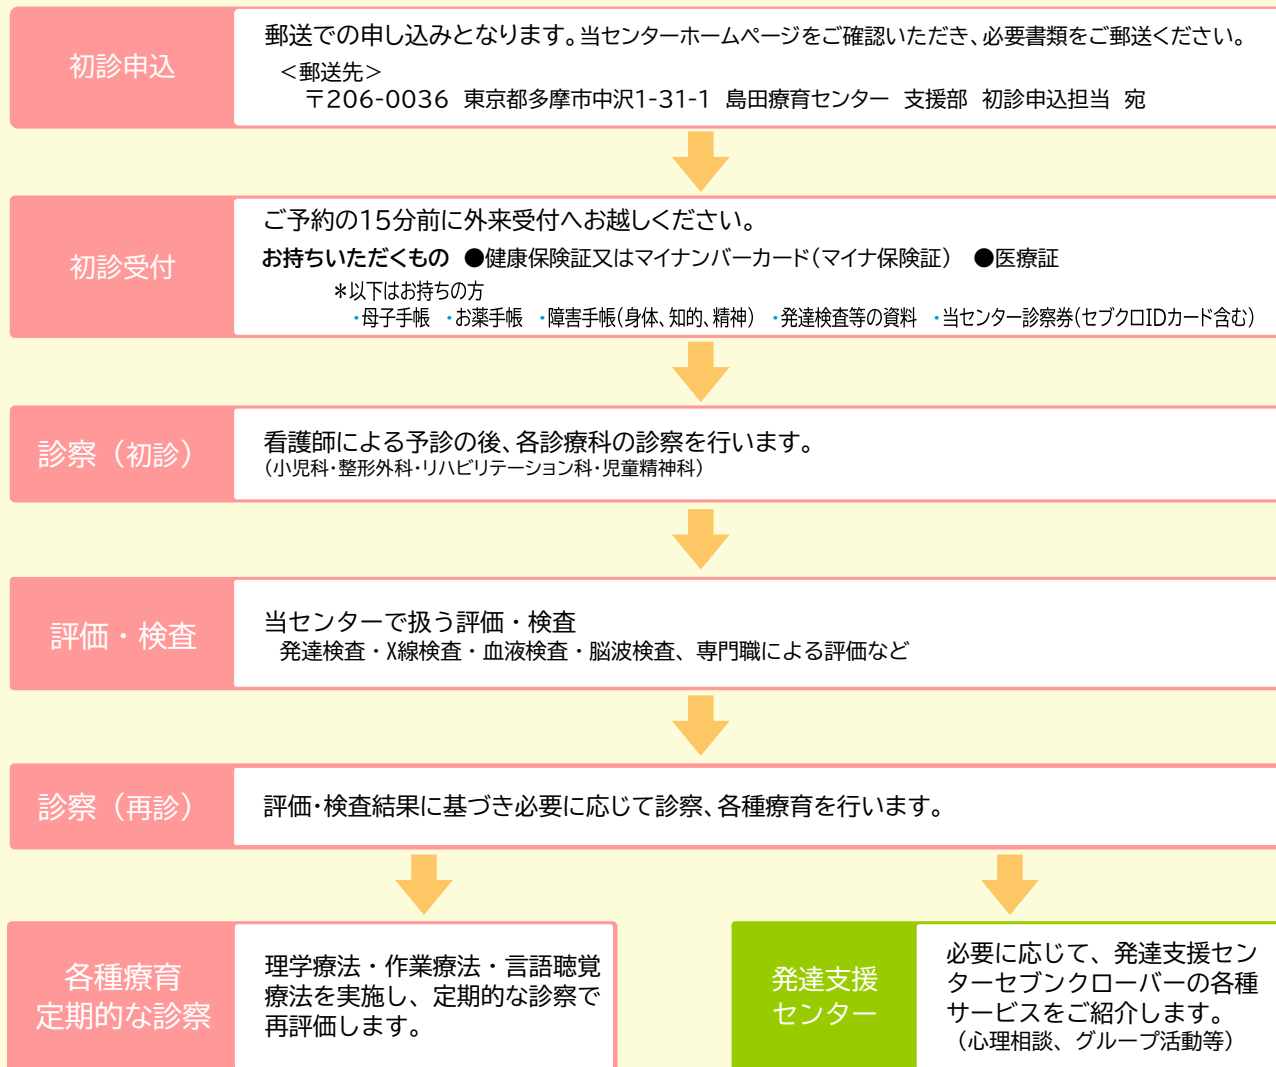 初診申込
郵送での申し込みとなります。当センターホームページをご確認いただき、必要書類をご郵送ください。
＜郵送先＞
〒206-0036 東京都多摩市中沢1-31-1 島田療育センター 支援部 初診申込担当 宛
初診受付
ご予約の15分前に外来受付へお越しください。
お持ちいただくもの ●健康保険証又はマイナンバーカード（マイナ保険証） ●医療証
＊以下はお持ちの方
・母子手帳 ・お薬手帳 ・障害手帳（身体、知的、精神） ・発達検査等の資料 ・当センター診察券（セブクロIDカード含む）
診察（初診）
看護師による予診の後、各診療科の診察を行います。
（小児科・整形外科・リハビリテーション科・児童精神科）
評価・検査
当センターで扱う評価・検査
発達検査・X線検査・血液検査・脳波検査、専門職による評価など
診察（再診）
評価・検査結果に基づき必要に応じて診察、各種療育を行います。
各種療育
定期的な診察
理学療法・作業療法・言語聴覚
療法を実施し、定期的な診察で
再評価します。
発達支援
センター
必要に応じて、発達支援セン
ターセブンクローバーの各種
サービスをご紹介します。
（心理相談、グループ活動等）